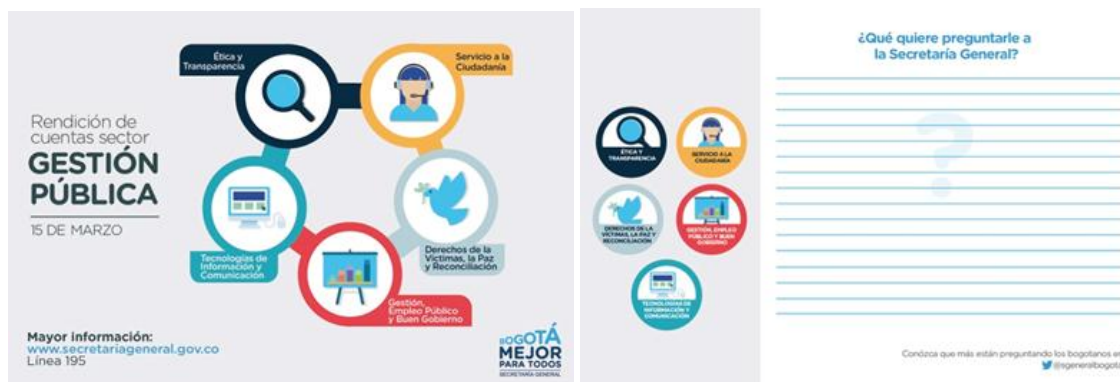 Ética y
Transparencia
Servicio a la
Ciudadanía
Rendición de
cuentas sector
GESTIÓN
PÚBLICA
15 DE MARZO
Tecnologías de
Información y
Comunicación
Derechos de la
Víctimas, la Paz
y Reconciliación
Gestión,
Empleo Público
y Buen Gobierno
Mayor información:
www.secretariageneral.gov.co
Línea 195
BOGOTÁ
MEJOR
PARA TODOS
SECRETARÍA GENERAL
¿Qué quiere preguntarle a
la Secretaría General?
?
ÉTICA Y
TRANSPARENCIA
SERVICIO A LA
CIUDADANÍA
DERECHOS DE LA
VÍCTIMAS, LA PAZ Y
RECONCILIACIÓN
GESTIÓN, EMPLEO
PÚBLICO Y BUEN
GOBIERNO
TECNOLOGÍAS DE
INFORMACIÓN Y
COMUNICACIÓN
Conózca que más están preguntando los bogotanos en
@sgeneralbogota